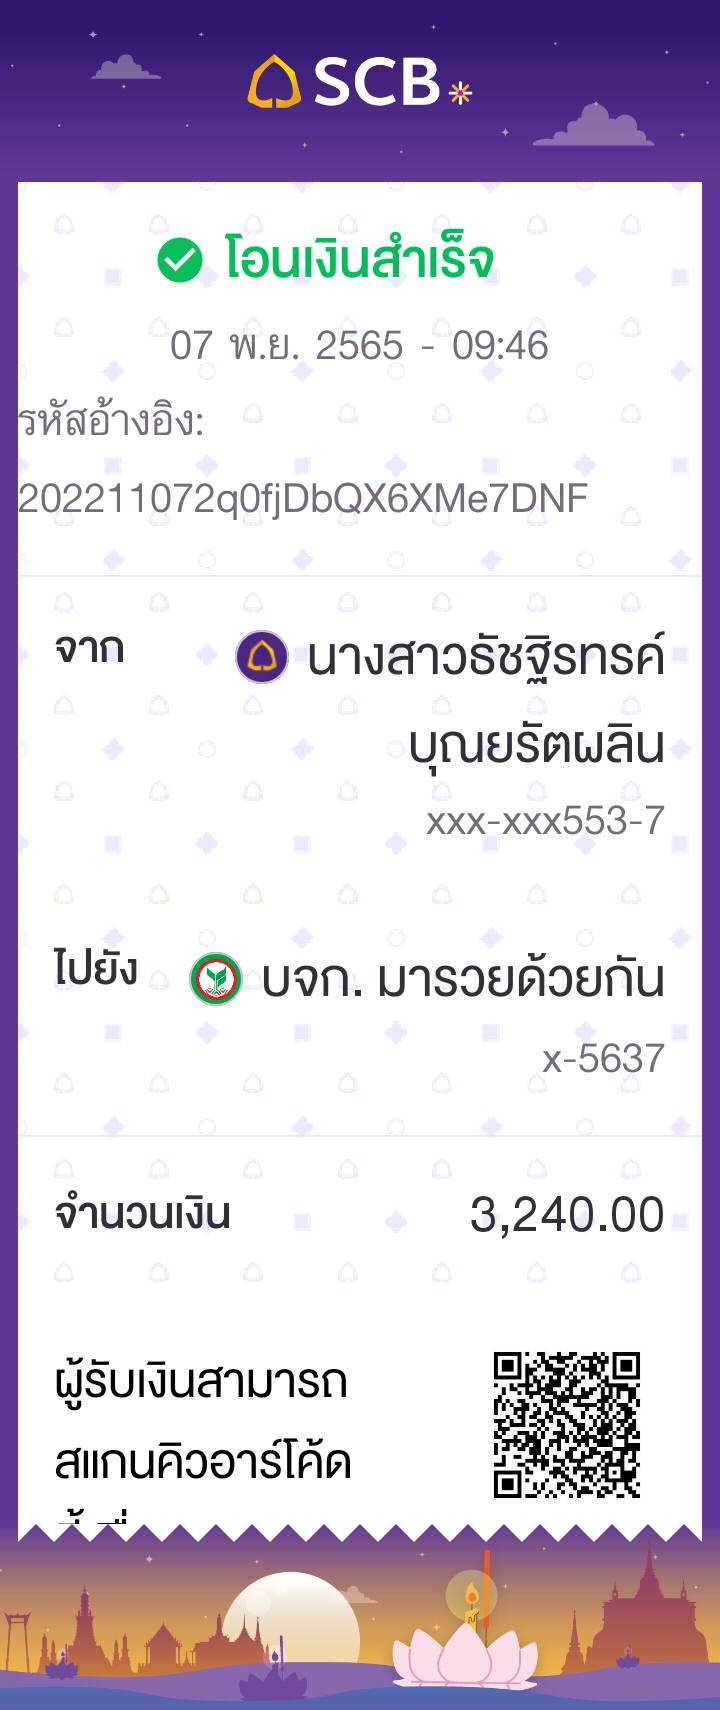 SCB
โอนเงินสำเร็จ
07 พ.ย. 2565 - 09:46
รหัสอ้างอิง:
202211072q0fjDbQX6XMe7DNF
จาก
นางสาวธัชฐิรทรรค์
บุณยรัตผลิน
xxx-xxx553-7
ไปยัง
บจก. มารวยด้วยกัน
x-5637
จำนวนเงิน 3,240.00
ผู้รับเงินสามารถ
สแกนคิวอาร์โค้ด